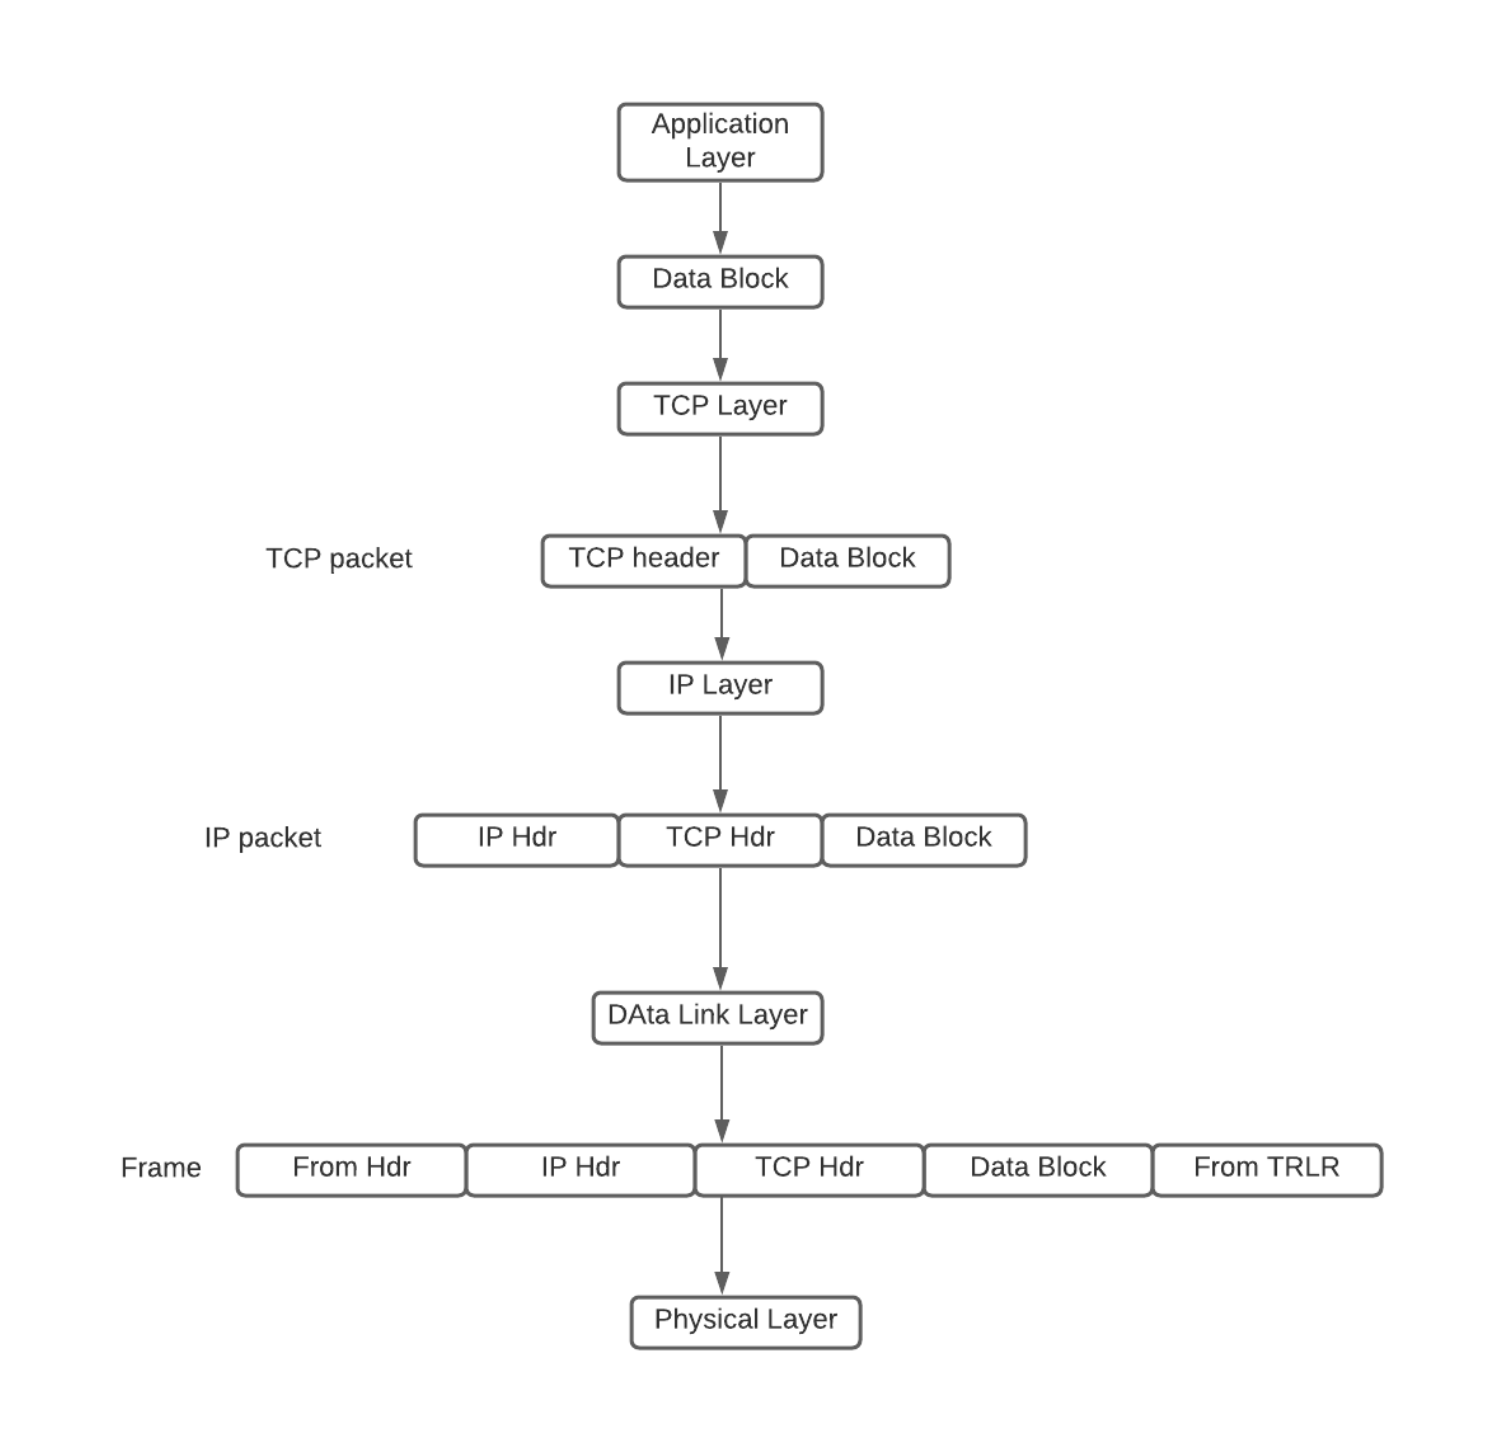 Application
Layer
Data Block
TCP Layer
TCP packet
TCP header
Data Block
IP Layer
IP packet
IP Hdr
TCP Hdr
Data Block
DAta Link Layer
Frame
From Hdr
IP Hdr
TCP Hdr
Data Block
From TRLR
Physical Layer